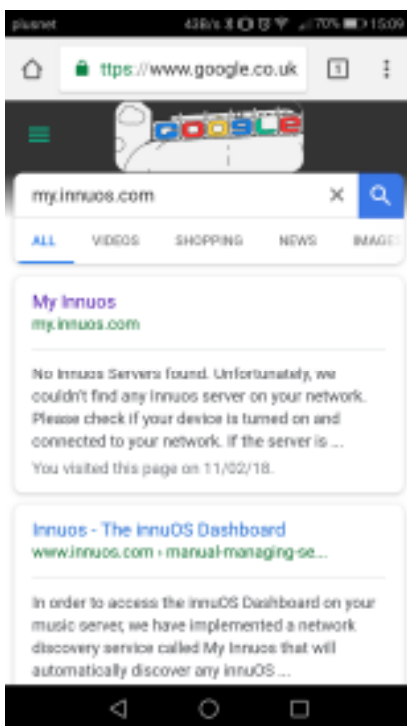 plusnet 70% 15:09
ttps://www.google.co.uk 1
GOOGLE
my.innuos.com
ALL VIDEOS SHOPPING NEWS IMAGES
My Innuos
my.innuos.com
No Innuos Servers found. Unfortunately, we
couldn't find any Innuos server on your network.
Please check if your device is turned on and
connected to your network. If the server is ...
You visited this page on 11/02/18.
Innuos - The innuOS Dashboard
www.innuos.com › manual-managing-se...
In order to access the innuOS Dashboard on your
music server, we have implemented a network
discovery service called My Innuos that will
automatically discover any innuOS ...